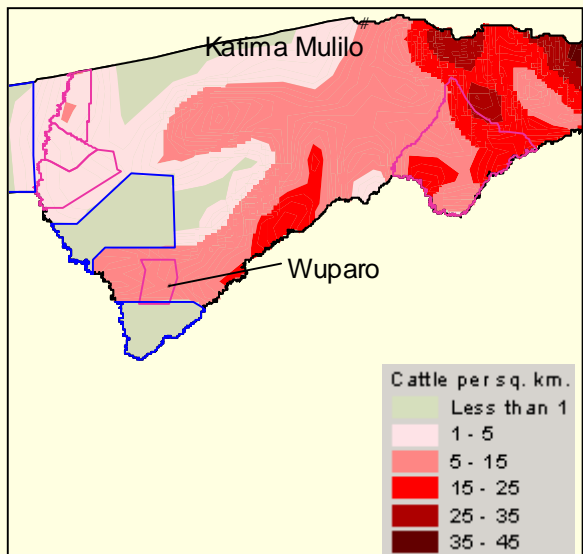 #
Katima Mulilo
Wuparo
Cattle per sq. km.
Less than 1
1 - 5
5 - 15
15 - 25
25 - 35
35 - 45